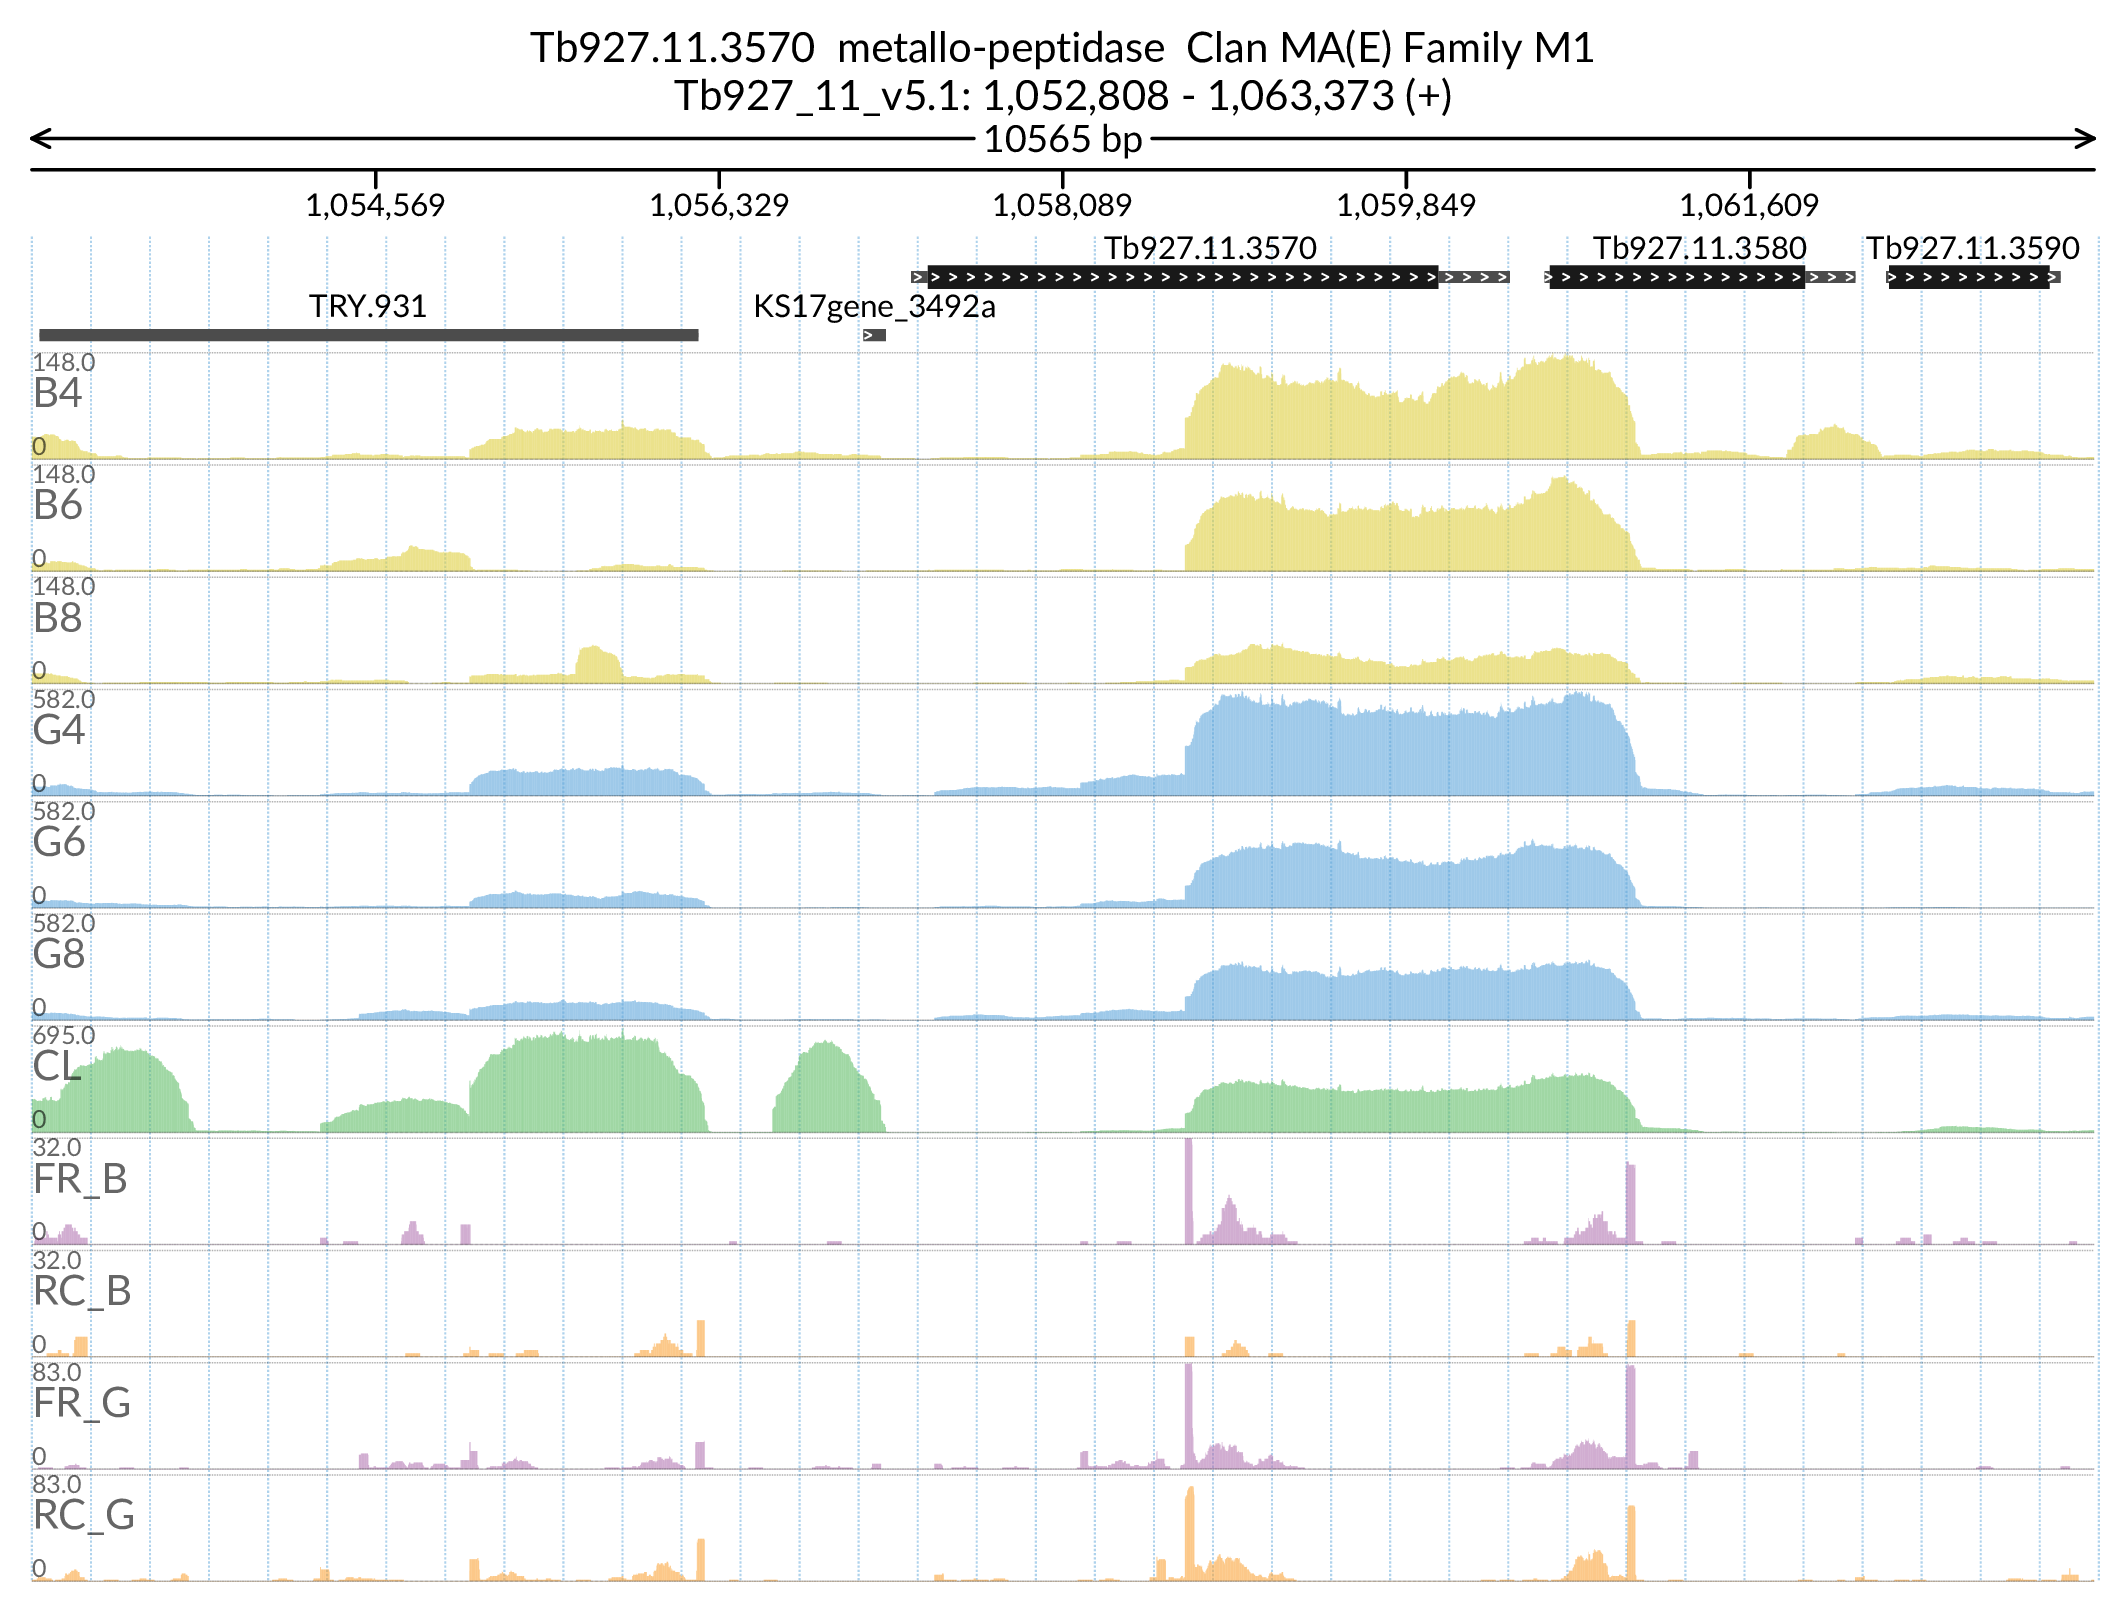 Tb927.11.3570  metallo-peptidase  Clan MA(E) Family M1
Tb927_11_v5.1: 1,052,808 - 1,063,373 (+)
10565 bp
1,054,569 1,056,329 1,058,089 1,059,849 1,061,609
Tb927.11.3570 Tb927.11.3580 Tb927.11.3590
TRY.931 KS17gene_3492a
148.0
B4
0
148.0
B6
0
148.0
B8
0
582.0
G4
0
582.0
G6
0
582.0
G8
0
695.0
CL
0
32.0
FR_B
0
32.0
RC_B
0
83.0
FR_G
0
83.0
RC_G
0